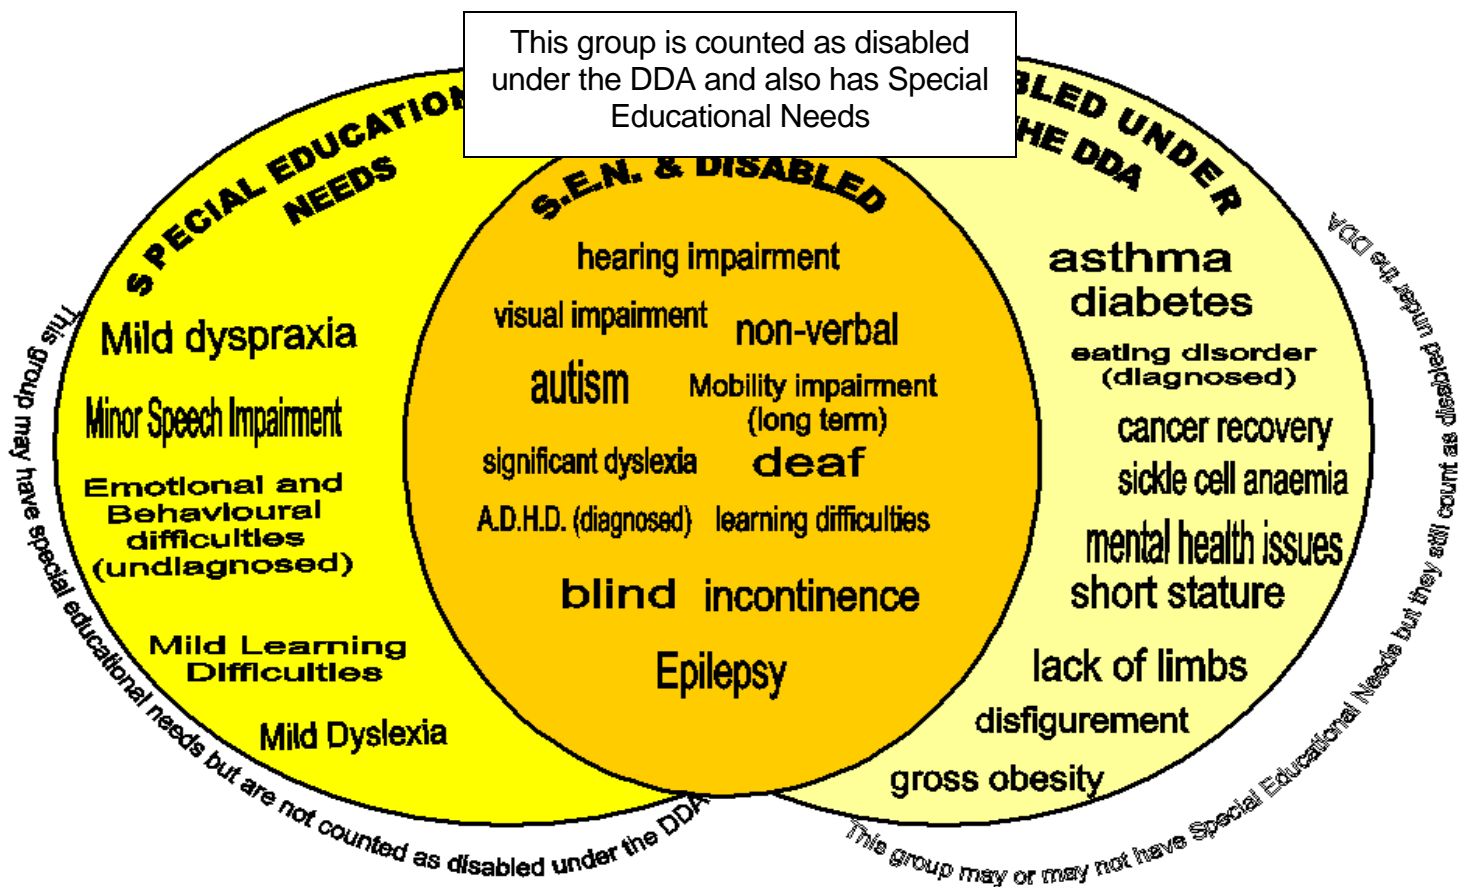 This group is counted as disabled
under the DDA and also has Special
Educational Needs
SPECIAL EDUCATION
NEEDS
S.E.N. & DISABLED
BLED UNDER
THE DDA
hearing impairment
visual impairment
non-verbal
autism
Mobility impairment
(long term)
significant dyslexia
deaf
A.D.H.D. (diagnosed)
learning difficulties
blind
incontinence
Epilepsy
Mild dyspraxia
Minor Speech Impairment
Emotional and
Behavioural
difficulties
(undiagnosed)
Mild Learning
Difficulties
Mild Dyslexia
asthma
diabetes
eating disorder
(diagnosed)
cancer recovery
sickle cell anaemia
mental health issues
short stature
lack of limbs
disfigurement
gross obesity
This group may have special educational needs but are not counted as disabled under the DDA
This group may or may not have Special Educational Needs but they still count as disabled under the DDA